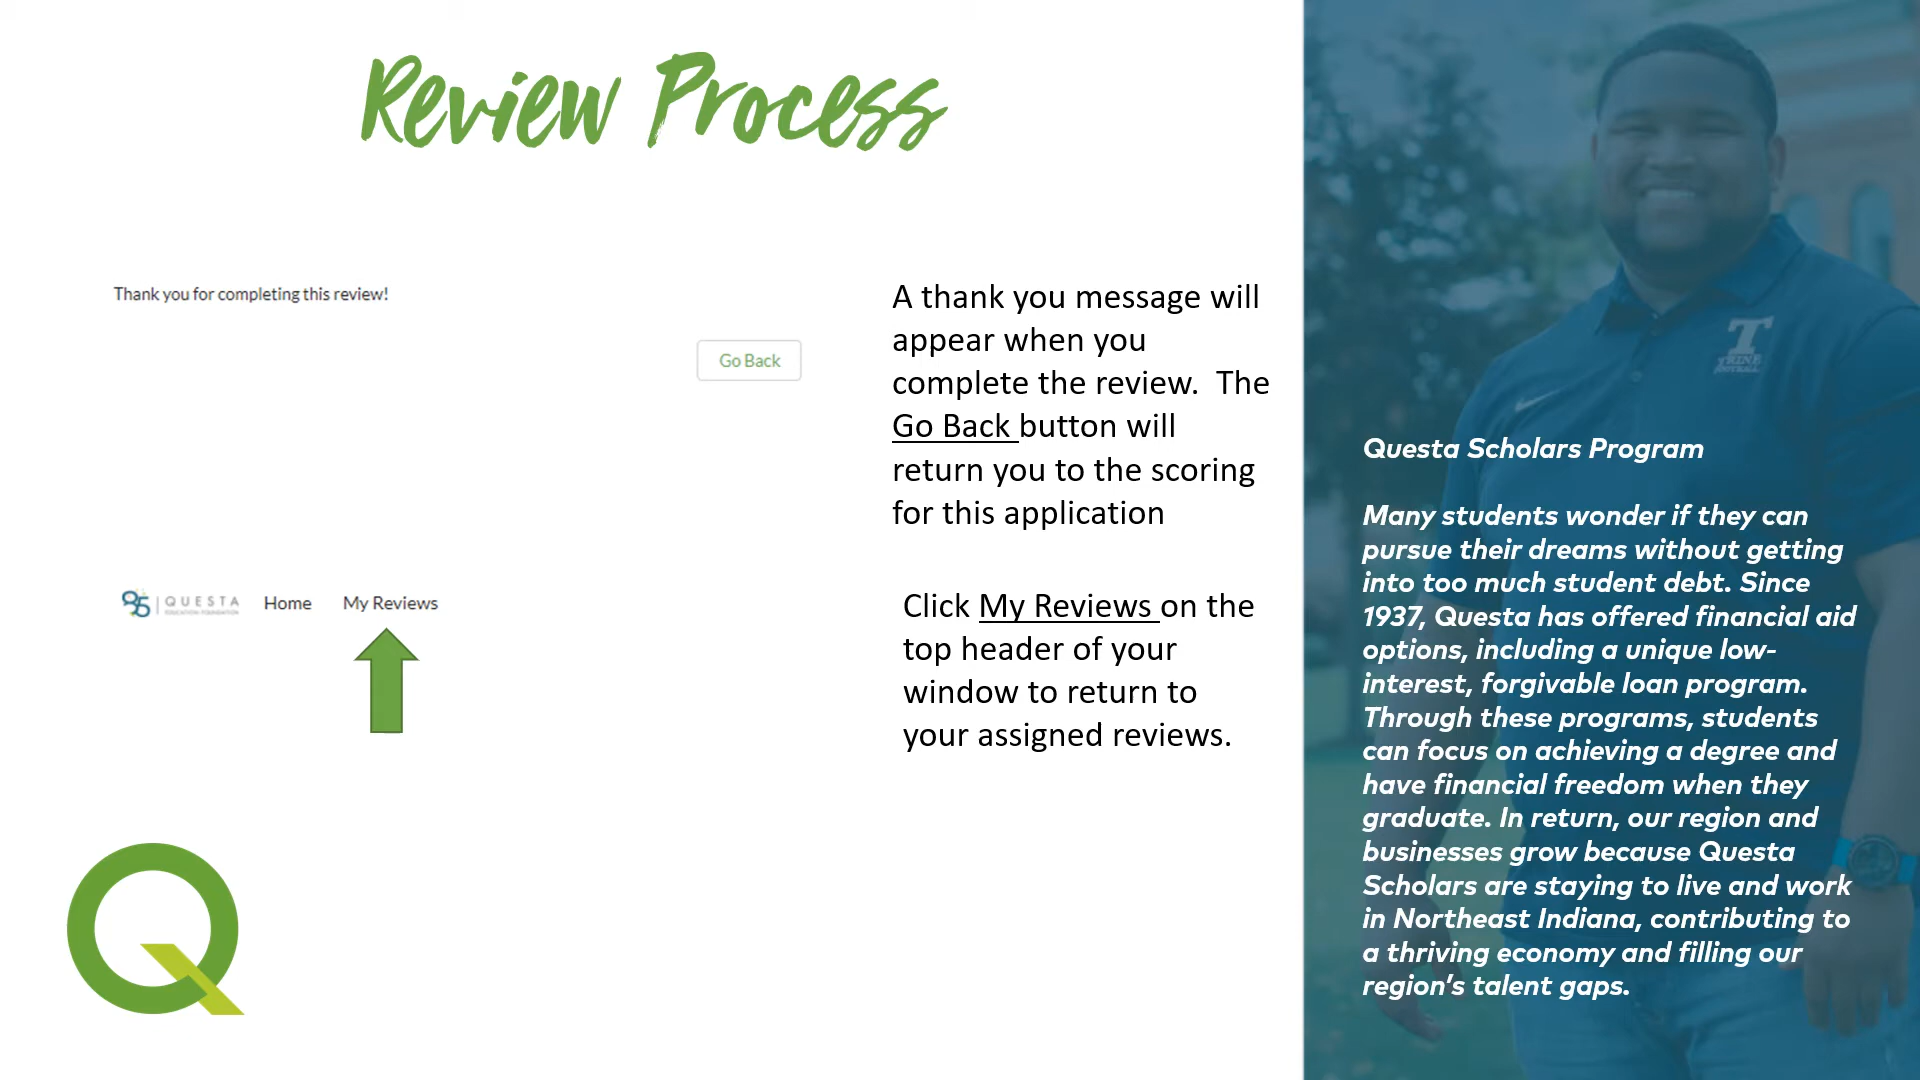 Review Process
Thank you for completing this review!
Go Back
A thank you message will
appear when you
complete the review.  The
Go Back button will
return you to the scoring
for this application
85 | QUESTA
EDUCATION FOUNDATION
Home
My Reviews
Click My Reviews on the
top header of your
window to return to
your assigned reviews.
T
TRINE
FOOTBALL
Questa Scholars Program
Many students wonder if they can
pursue their dreams without getting
into too much student debt. Since
1937, Questa has offered financial aid
options, including a unique low-
interest, forgivable loan program.
Through these programs, students
can focus on achieving a degree and
have financial freedom when they
graduate. In return, our region and
businesses grow because Questa
Scholars are staying to live and work
in Northeast Indiana, contributing to
a thriving economy and filling our
region's talent gaps.